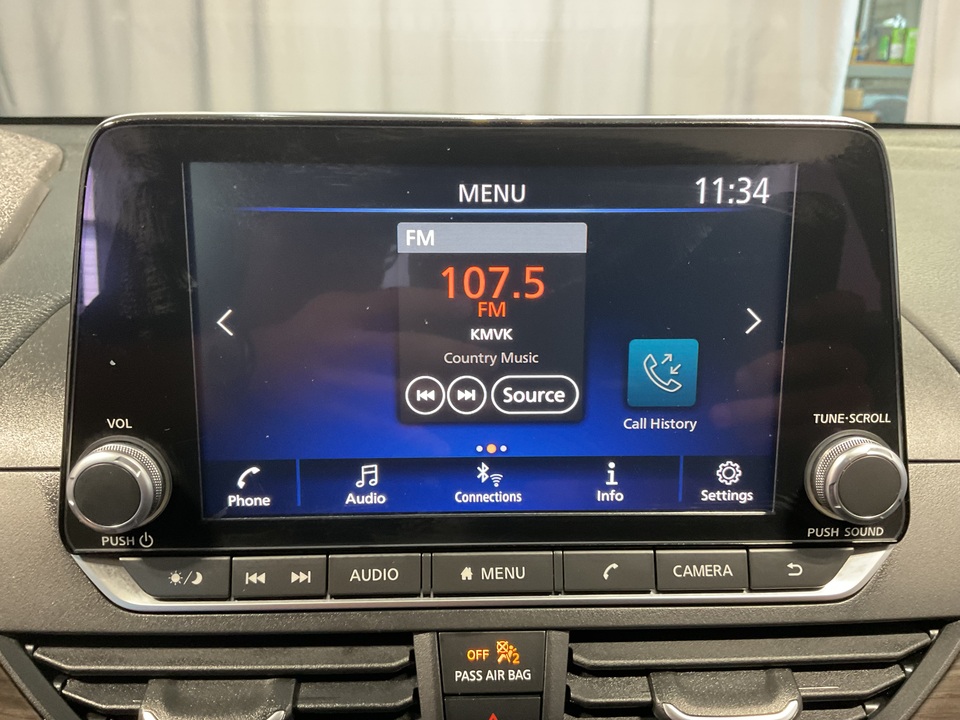 MENU
11:34
FM
107.5
FM
KMVK
Country Music
Source
Call History
Phone
Audio
Connections
Info
Settings
VOL
PUSH
TUNE·SCROLL
PUSH SOUND
AUDIO
MENU
CAMERA
OFF 2
PASS AIR BAG